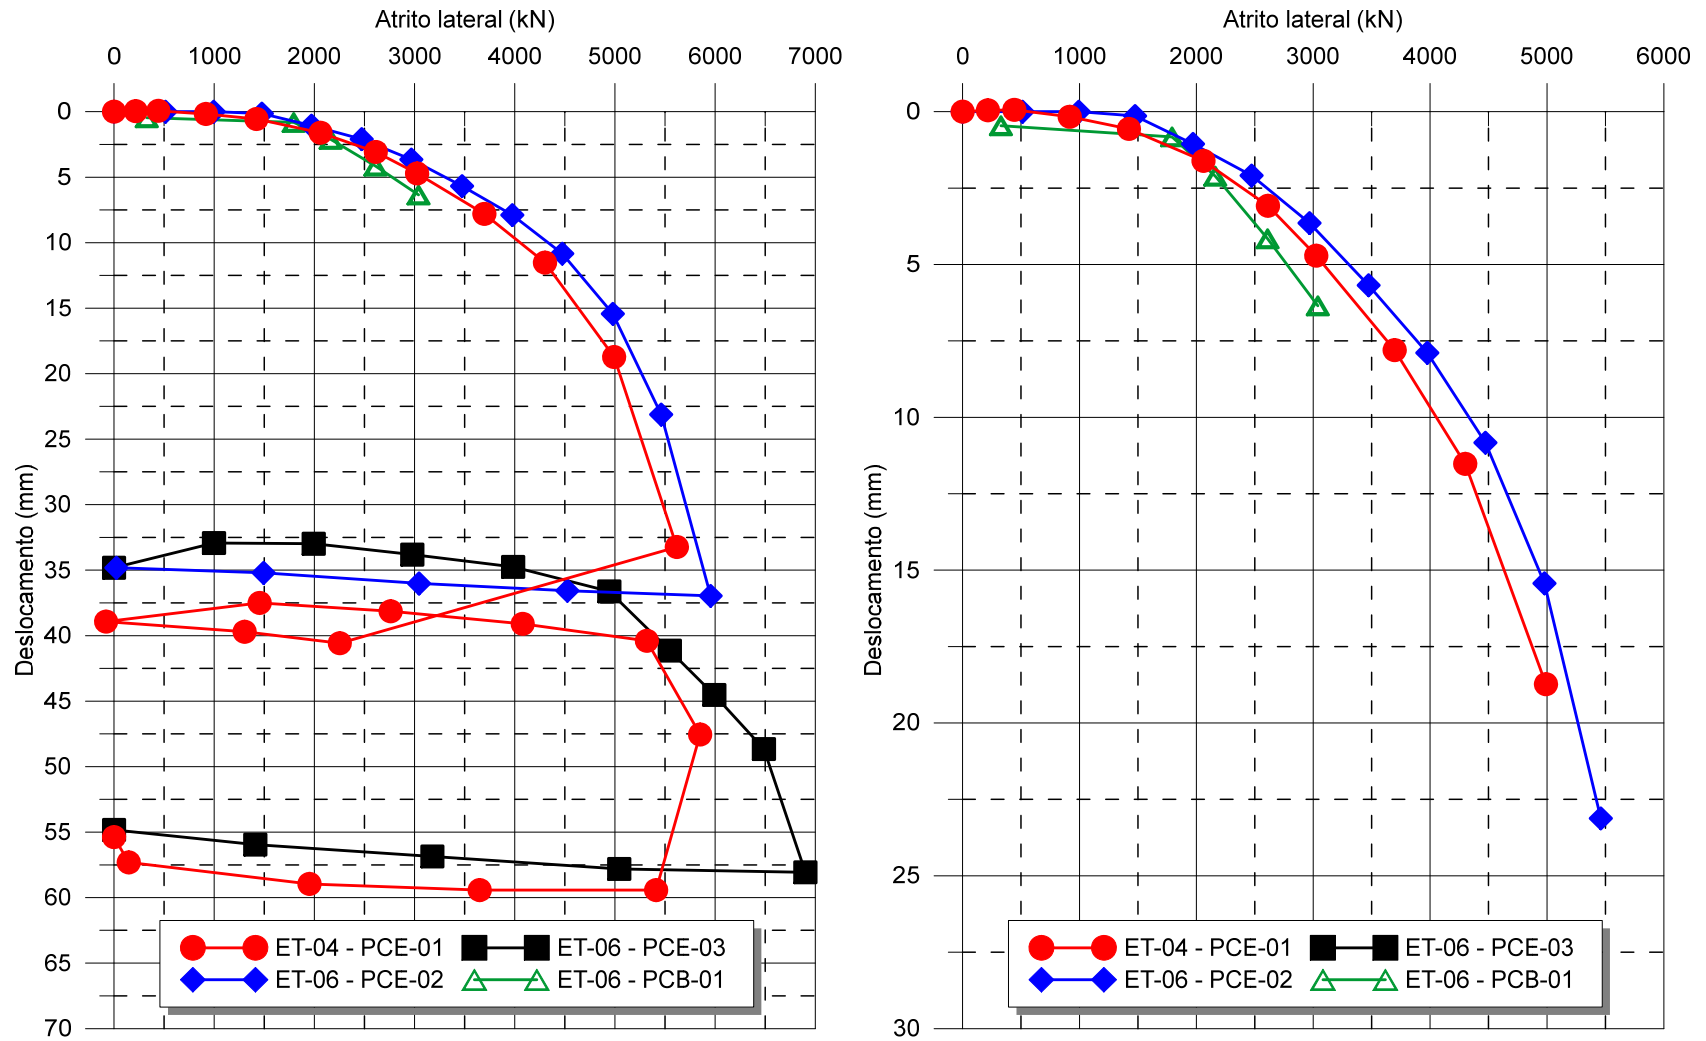 Atrito lateral (kN)
0 1000 2000 3000 4000 5000 6000 7000
0
5
10
15
20
25
30
35
40
45
50
55
60
65
70
Deslocamento (mm)
ET-04 - PCE-01 ET-06 - PCE-03
ET-06 - PCE-02 ET-06 - PCB-01
Atrito lateral (kN)
0 1000 2000 3000 4000 5000 6000
0
5
10
15
20
25
30
Deslocamento (mm)
ET-04 - PCE-01 ET-06 - PCE-03
ET-06 - PCE-02 ET-06 - PCB-01